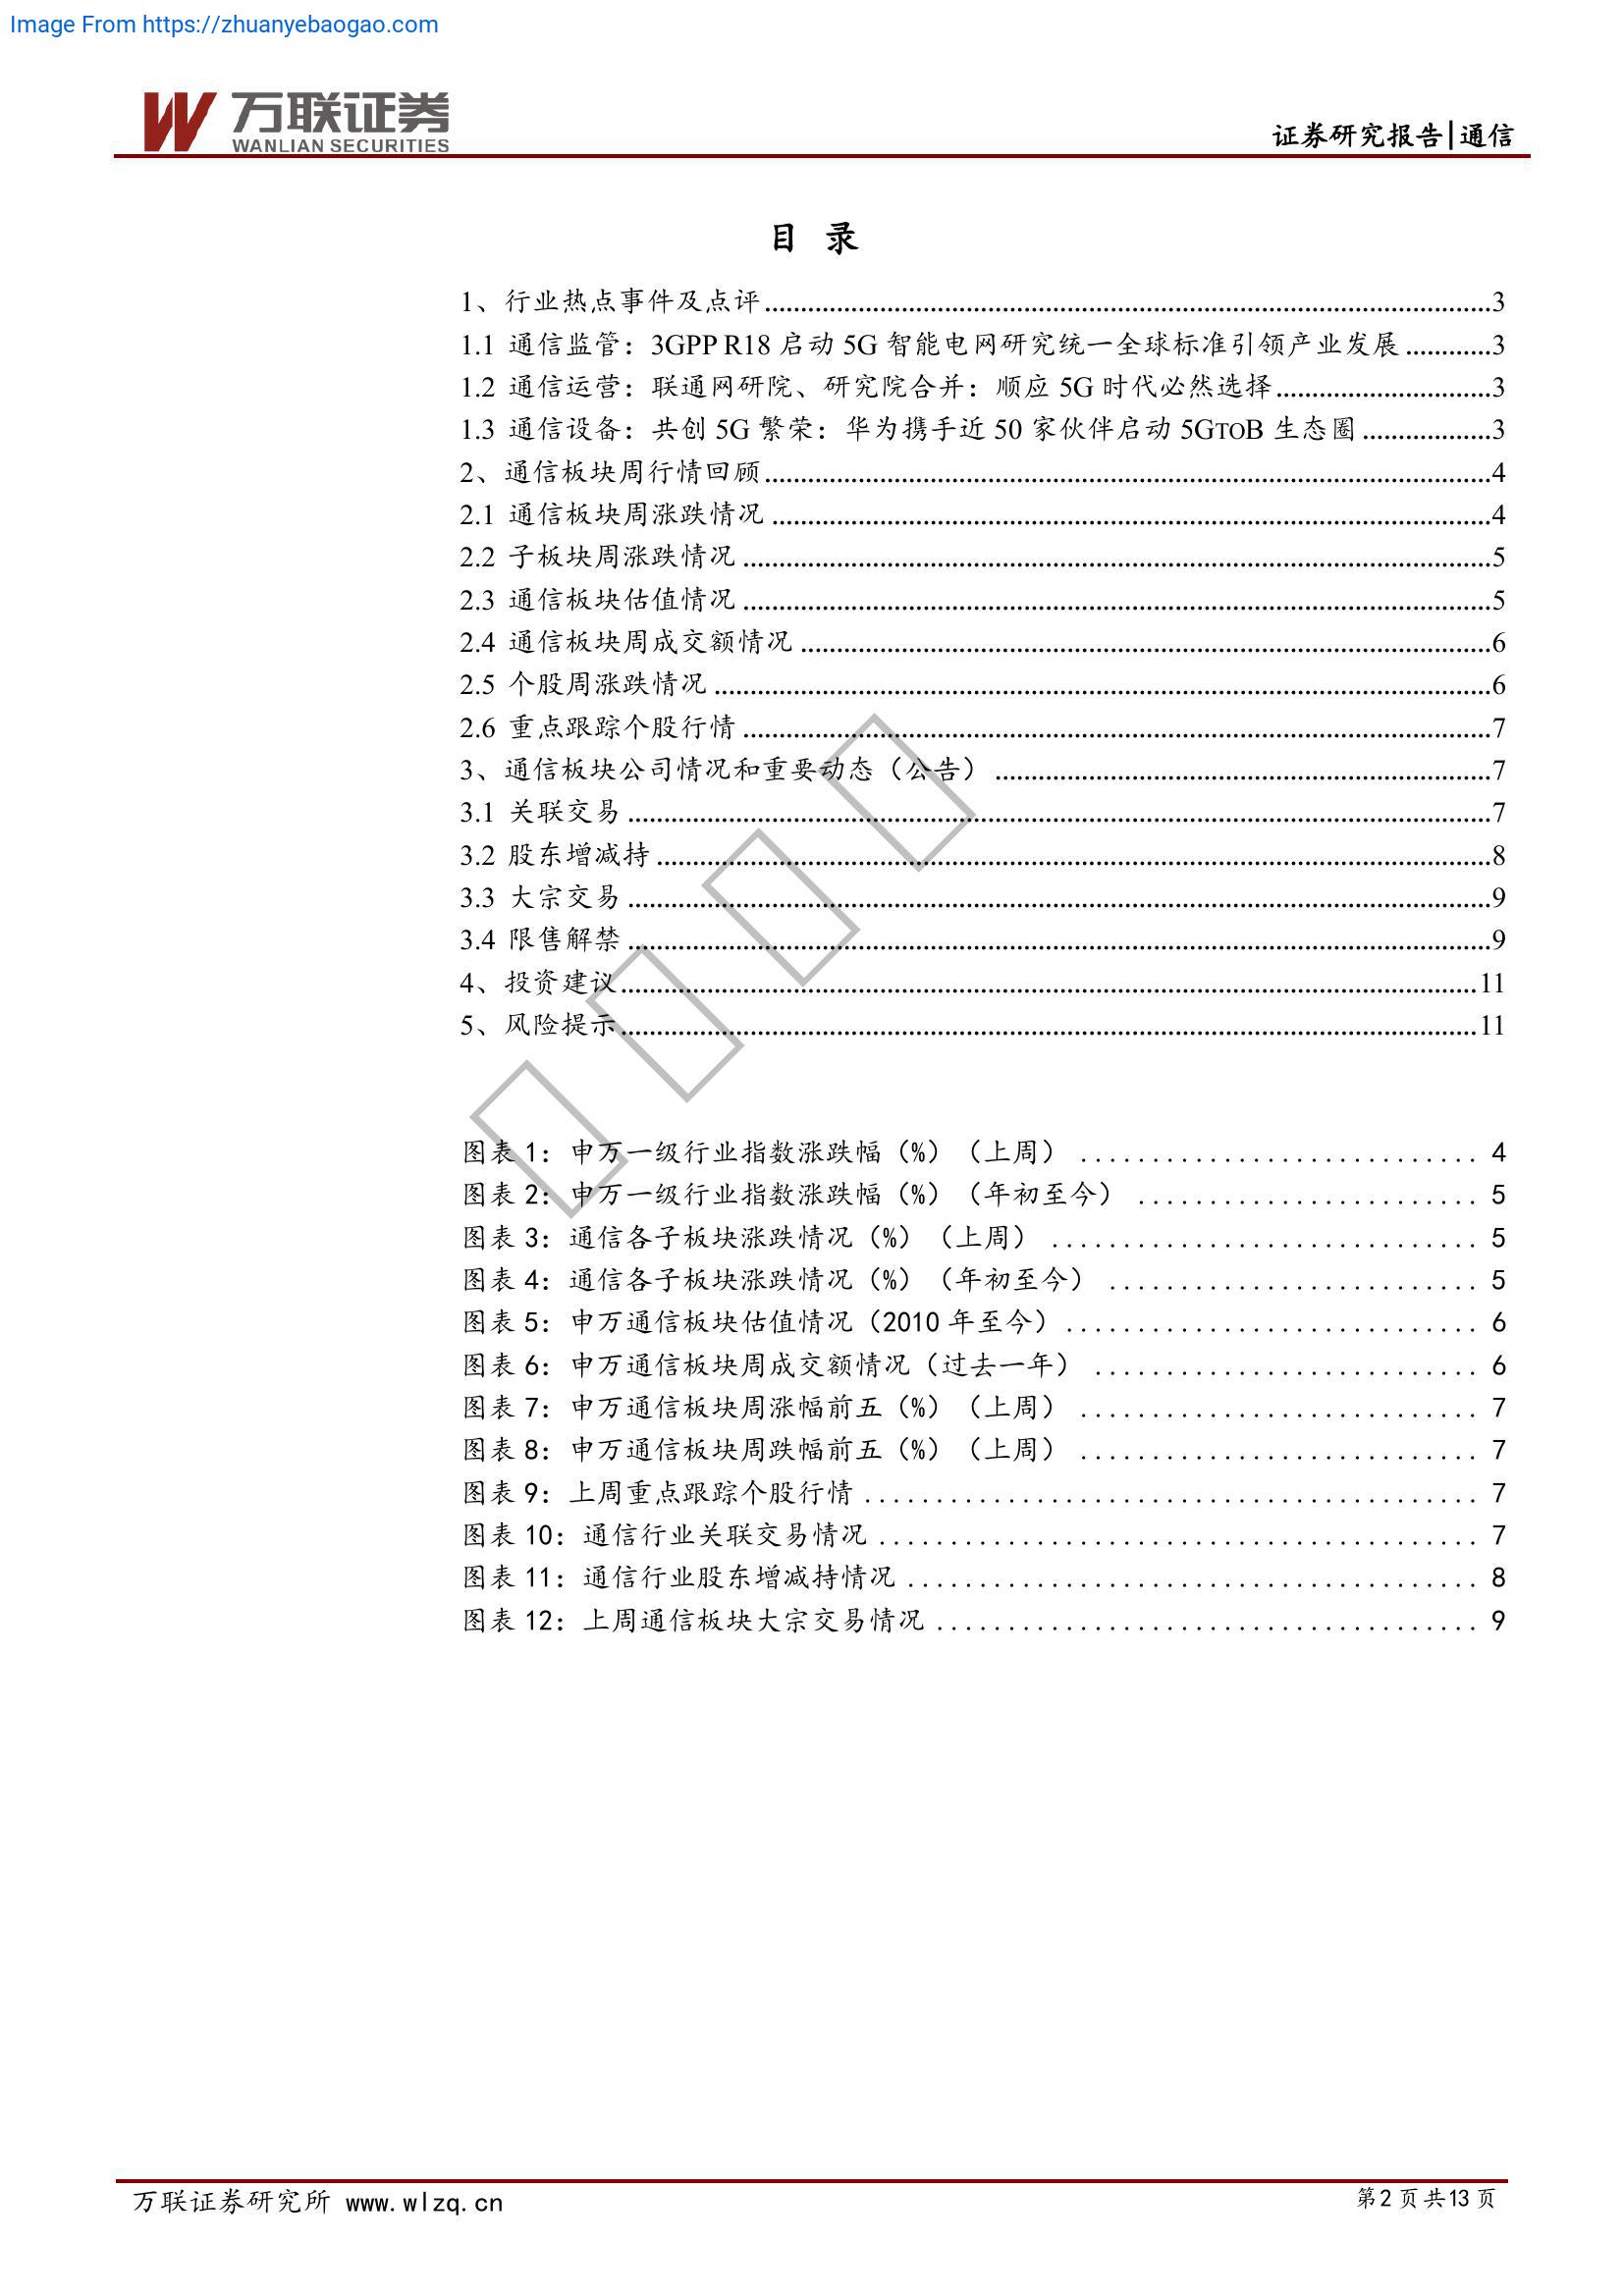 Image From https://zhuanyebaogao.com
万联证券
WANLIAN SECURITIES
证券研究报告|通信
目 录
1、行业热点事件及点评....................3
1.1 通信监管：3GPP R18 启动 5G 智能电网研究统一全球标准引领产业发展....................3
1.2 通信运营：联通网研院、研究院合并：顺应 5G 时代必然选择....................3
1.3 通信设备：共创 5G 繁荣：华为携手近 50 家伙伴启动 5GTOB 生态圈....................3
2、通信板块周行情回顾....................4
2.1 通信板块周涨跌情况....................4
2.2 子板块周涨跌情况....................5
2.3 通信板块估值情况....................5
2.4 通信板块周成交额情况....................6
2.5 个股周涨跌情况....................6
2.6 重点跟踪个股行情....................7
3、通信板块公司情况和重要动态（公告）....................7
3.1 关联交易....................7
3.2 股东增减持....................8
3.3 大宗交易....................9
3.4 限售解禁....................9
4、投资建议....................11
5、风险提示....................11
图表 1：申万一级行业指数涨跌幅（%）（上周）....................4
图表 2：申万一级行业指数涨跌幅（%）（年初至今）....................5
图表 3：通信各子板块涨跌情况（%）（上周）....................5
图表 4：通信各子板块涨跌情况（%）（年初至今）....................5
图表 5：申万通信板块估值情况（2010 年至今）....................6
图表 6：申万通信板块周成交额情况（过去一年）....................6
图表 7：申万通信板块周涨幅前五（%）（上周）....................7
图表 8：申万通信板块周跌幅前五（%）（上周）....................7
图表 9：上周重点跟踪个股行情....................7
图表 10：通信行业关联交易情况....................7
图表 11：通信行业股东增减持情况....................8
图表 12：上周通信板块大宗交易情况....................9
万联证券研究所 www.wlzq.cn
第 2 页 共 13 页